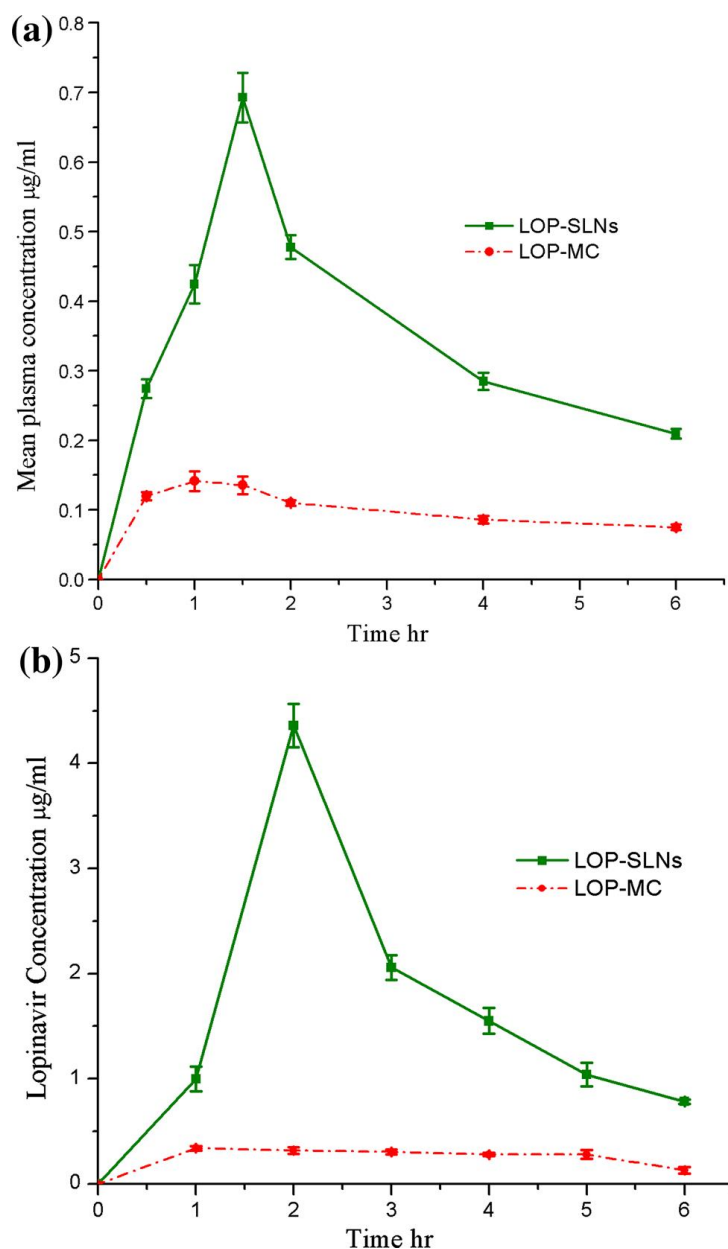 (a)
Mean plasma concentration µg/ml
0.8
0.7
0.6
0.5
0.4
0.3
0.2
0.1
0.0
LOP-SLNs
LOP-MC
0 1 2 3 4 5 6
Time hr
(b)
Lopinavir Concentration µg/ml
5
4
3
2
1
0
LOP-SLNs
LOP-MC
0 1 2 3 4 5 6
Time hr